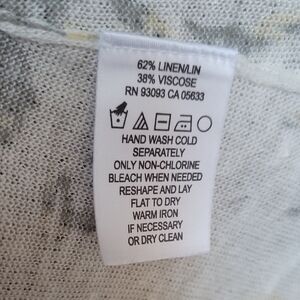 62% LINEN/LIN
38% VISCOSE
RN 93093 CA 05633
HAND WASH COLD
SEPARATELY
ONLY NON-CHLORINE
BLEACH WHEN NEEDED
RESHAPE AND LAY
FLAT TO DRY
WARM IRON
IF NECESSARY
OR DRY CLEAN